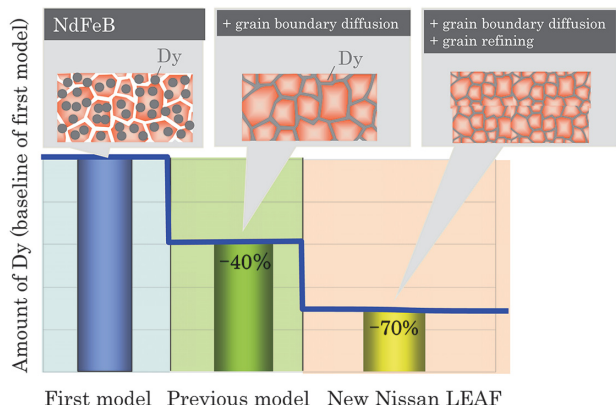 NdFeB
+ grain boundary diffusion
+ grain boundary diffusion
+ grain refining
Dy
Dy
Amount of Dy (baseline of first model)
−40%
−70%
First model
Previous model
New Nissan LEAF